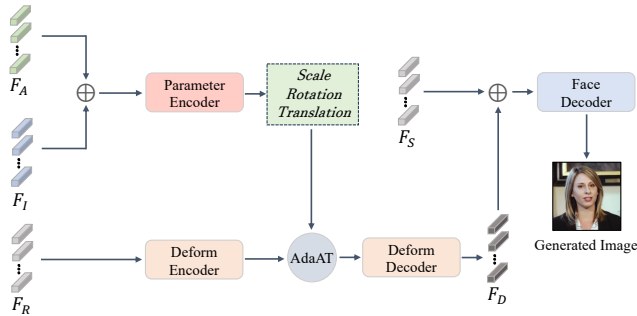 F_A
Parameter
Encoder
Scale
Rotation
Translation
F_S
Face
Decoder
F_I
Generated Image
F_R
Deform
Encoder
AdaAT
Deform
Decoder
F_D